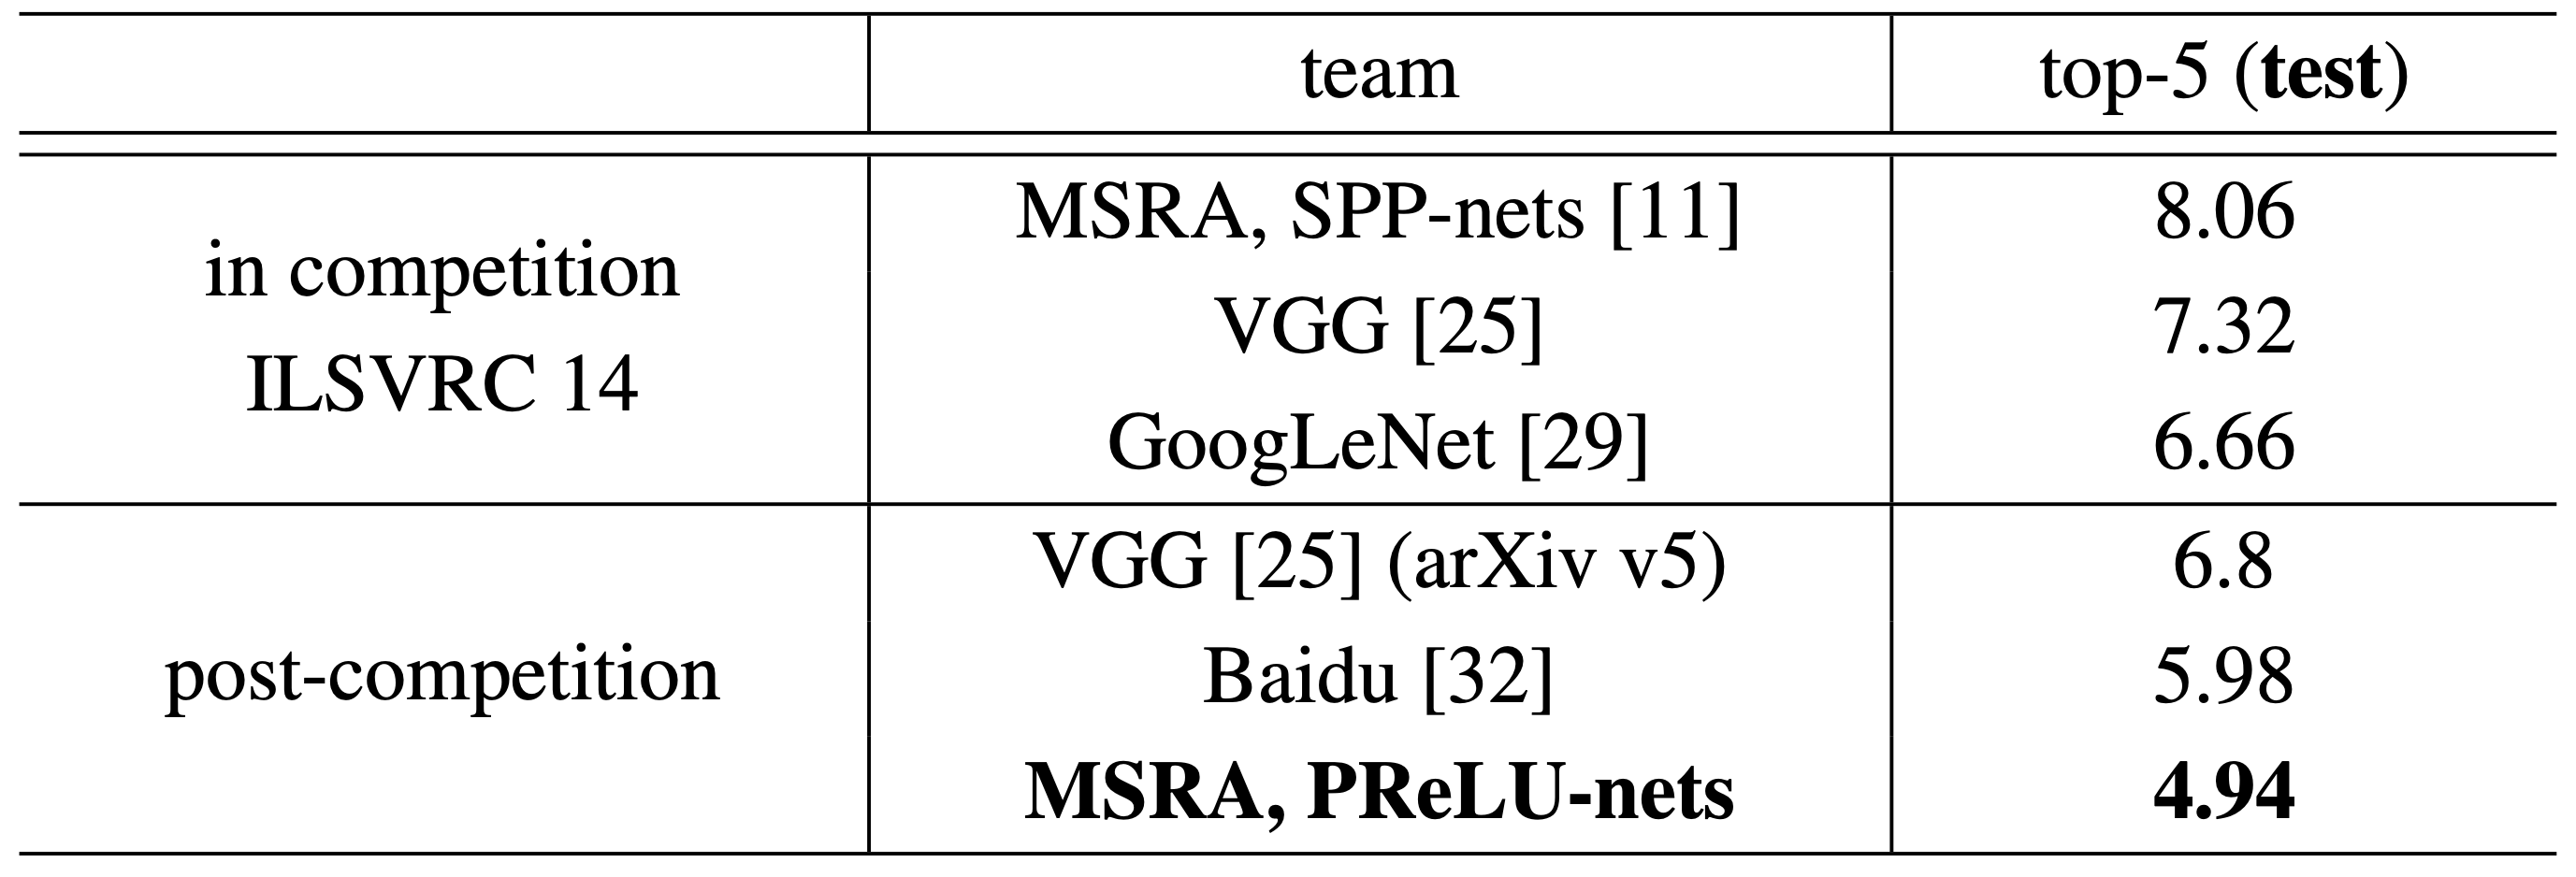 team top-5 (test)
in competition
ILSVRC 14
MSRA, SPP-nets [11] 8.06
VGG [25] 7.32
GoogLeNet [29] 6.66
post-competition
VGG [25] (arXiv v5) 6.8
Baidu [32] 5.98
MSRA, PReLU-nets 4.94